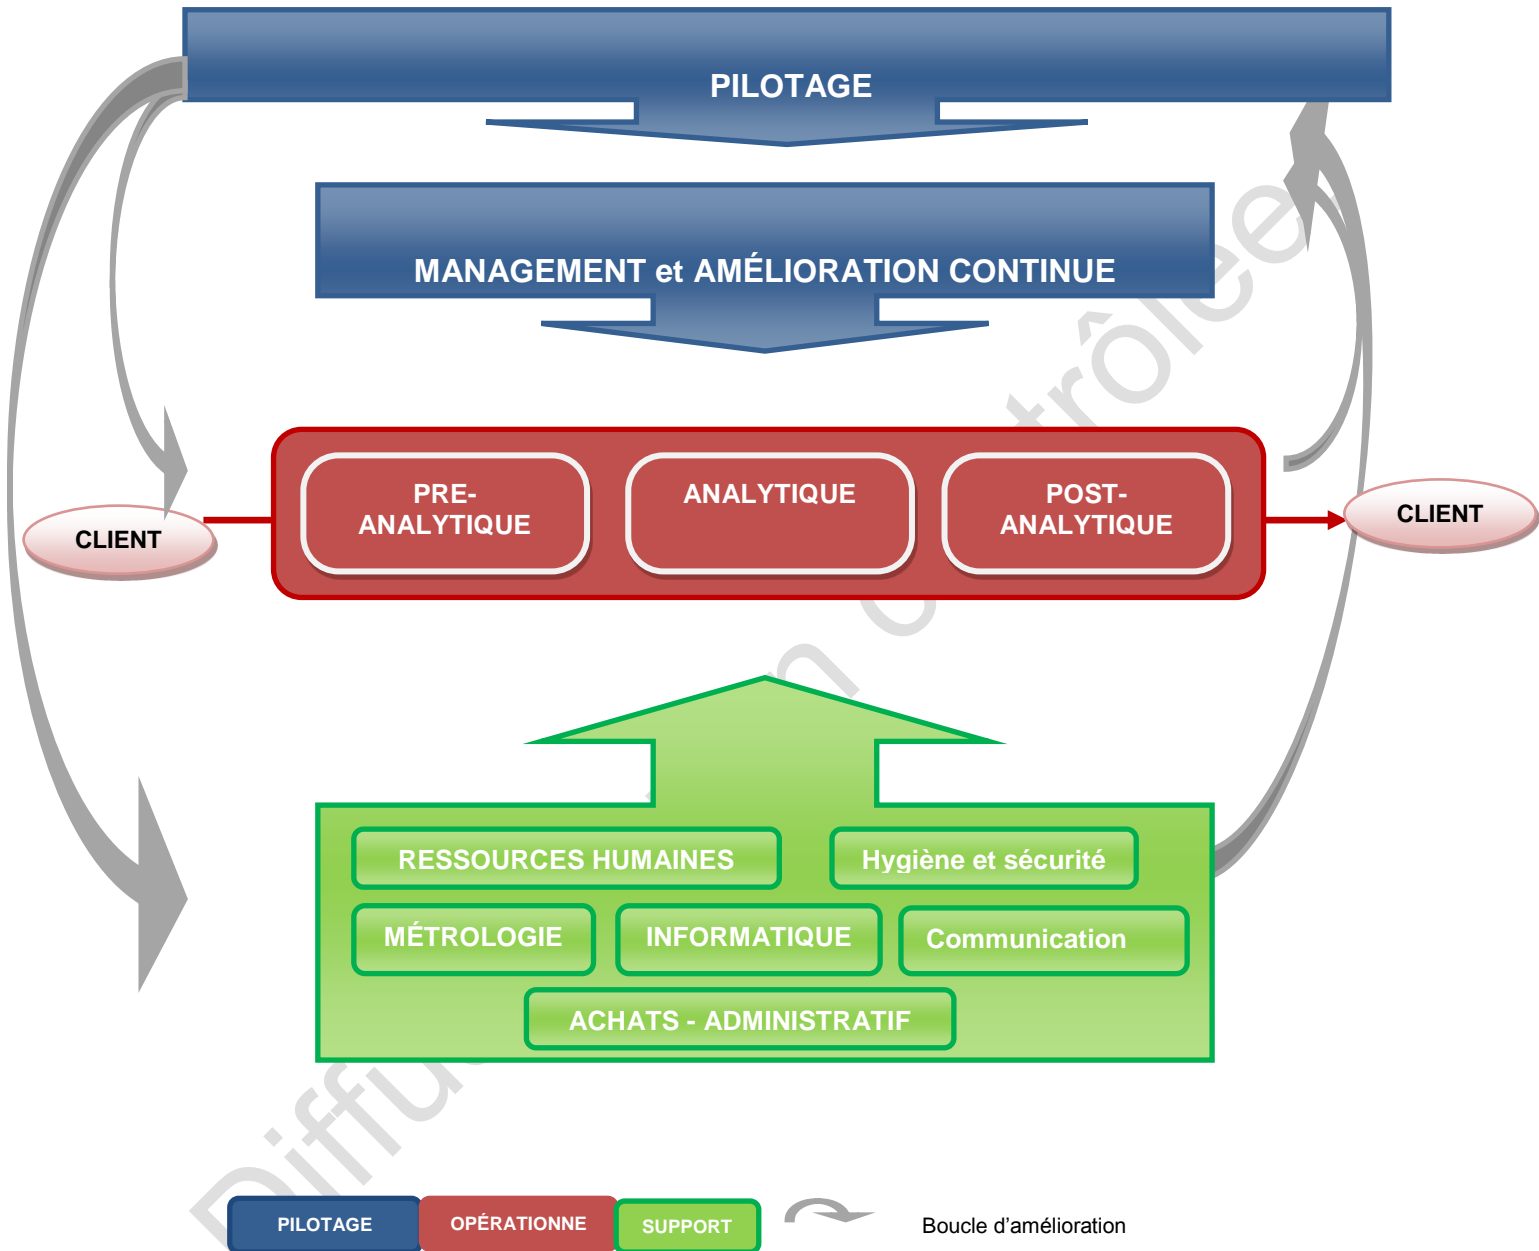 PILOTAGE
MANAGEMENT et AMÉLIORATION CONTINUE
PRE-
ANALYTIQUE
ANALYTIQUE
POST-
ANALYTIQUE
CLIENT
CLIENT
RESSOURCES HUMAINES
Hygiène et sécurité
MÉTROLOGIE
INFORMATIQUE
Communication
ACHATS - ADMINISTRATIF
PILOTAGE
OPÉRATIONNE
SUPPORT
Boucle d'amélioration